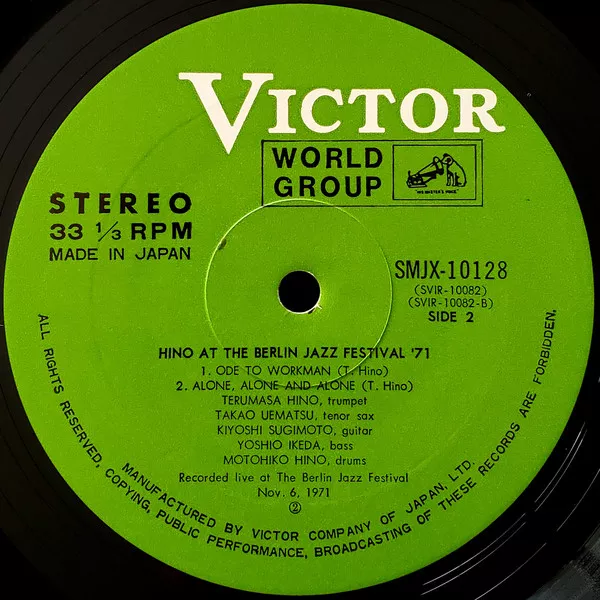 VICTOR
WORLD
GROUP
"HIS MASTER'S VOICE"
STEREO
33 1/3 RPM
MADE IN JAPAN
SMJX-10128
(SVIR-10082)
(SVIR-10082-B)
SIDE 2
HINO AT THE BERLIN JAZZ FESTIVAL '71
1. ODE TO WORKMAN (T. Hino)
2. ALONE, ALONE AND ALONE (T. Hino)
TERUMASA HINO, trumpet
TAKAO UEMATSU, tenor sax
KIYOSHI SUGIMOTO, guitar
YOSHIO IKEDA, bass
MOTOHIKO HINO, drums
Recorded live at The Berlin Jazz Festival
Nov. 6, 1971
②
MANUFACTURED BY VICTOR COMPANY OF JAPAN, LTD.
ALL RIGHTS RESERVED, COPYING, PUBLIC PERFORMANCE, BROADCASTING OF THESE RECORDS ARE FORBIDDEN.